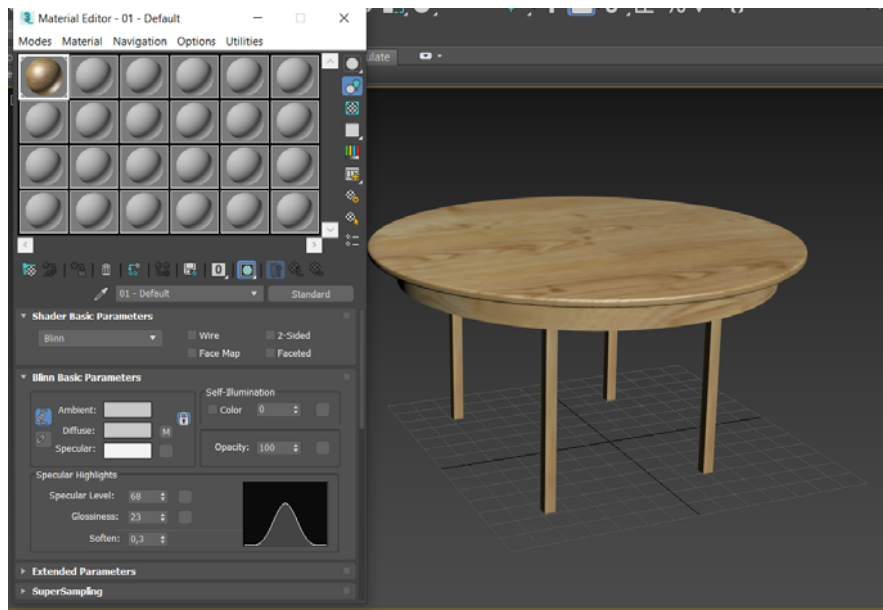 Material Editor - 01 - Default
Modes Material Navigation Options Utilities
01 - Default Standard
Shader Basic Parameters
Blinn Wire 2-Sided
Face Map Faceted
Blinn Basic Parameters
Self-Illumination
Ambient: Color 0
Diffuse: M
Specular: Opacity: 100
Specular Highlights
Specular Level: 68
Glossiness: 23
Soften: 0,3
Extended Parameters
SuperSampling